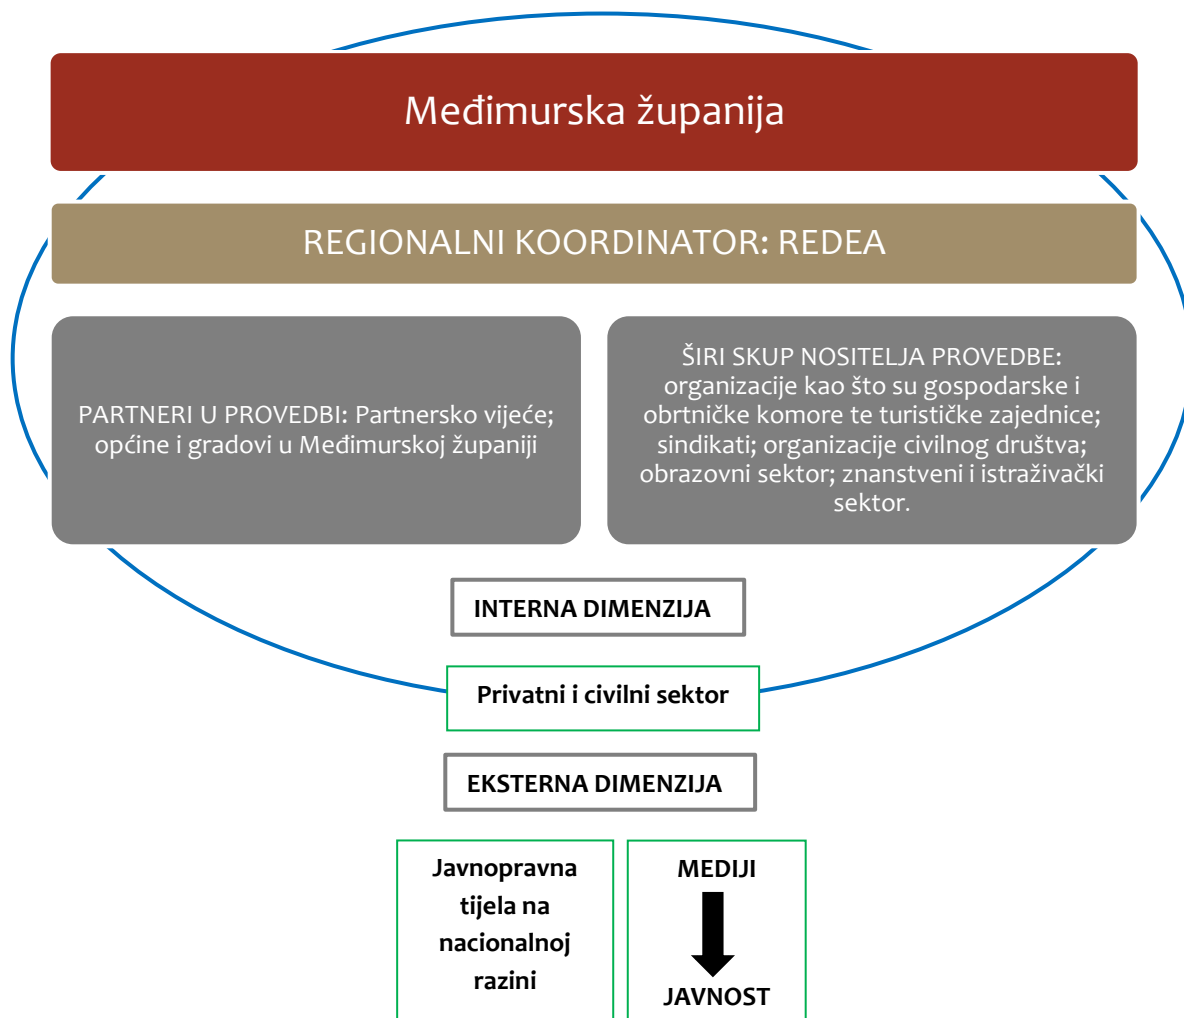 Međimurska županija
REGIONALNI KOORDINATOR: REDEA
PARTNERI U PROVEDBI: Partnersko vijeće;
općine i gradovi u Međimurskoj županiji
ŠIRI SKUP NOSITELJA PROVEDBE:
organizacije kao što su gospodarske i
obrtničke komore te turističke zajednice;
sindikati; organizacije civilnog društva;
obrazovni sektor; znanstveni i istraživački
sektor.
INTERNA DIMENZIJA
Privatni i civilni sektor
EKSTERNA DIMENZIJA
Javnopravna
tijela na
nacionalnoj
razini
MEDIJI
JAVNOST